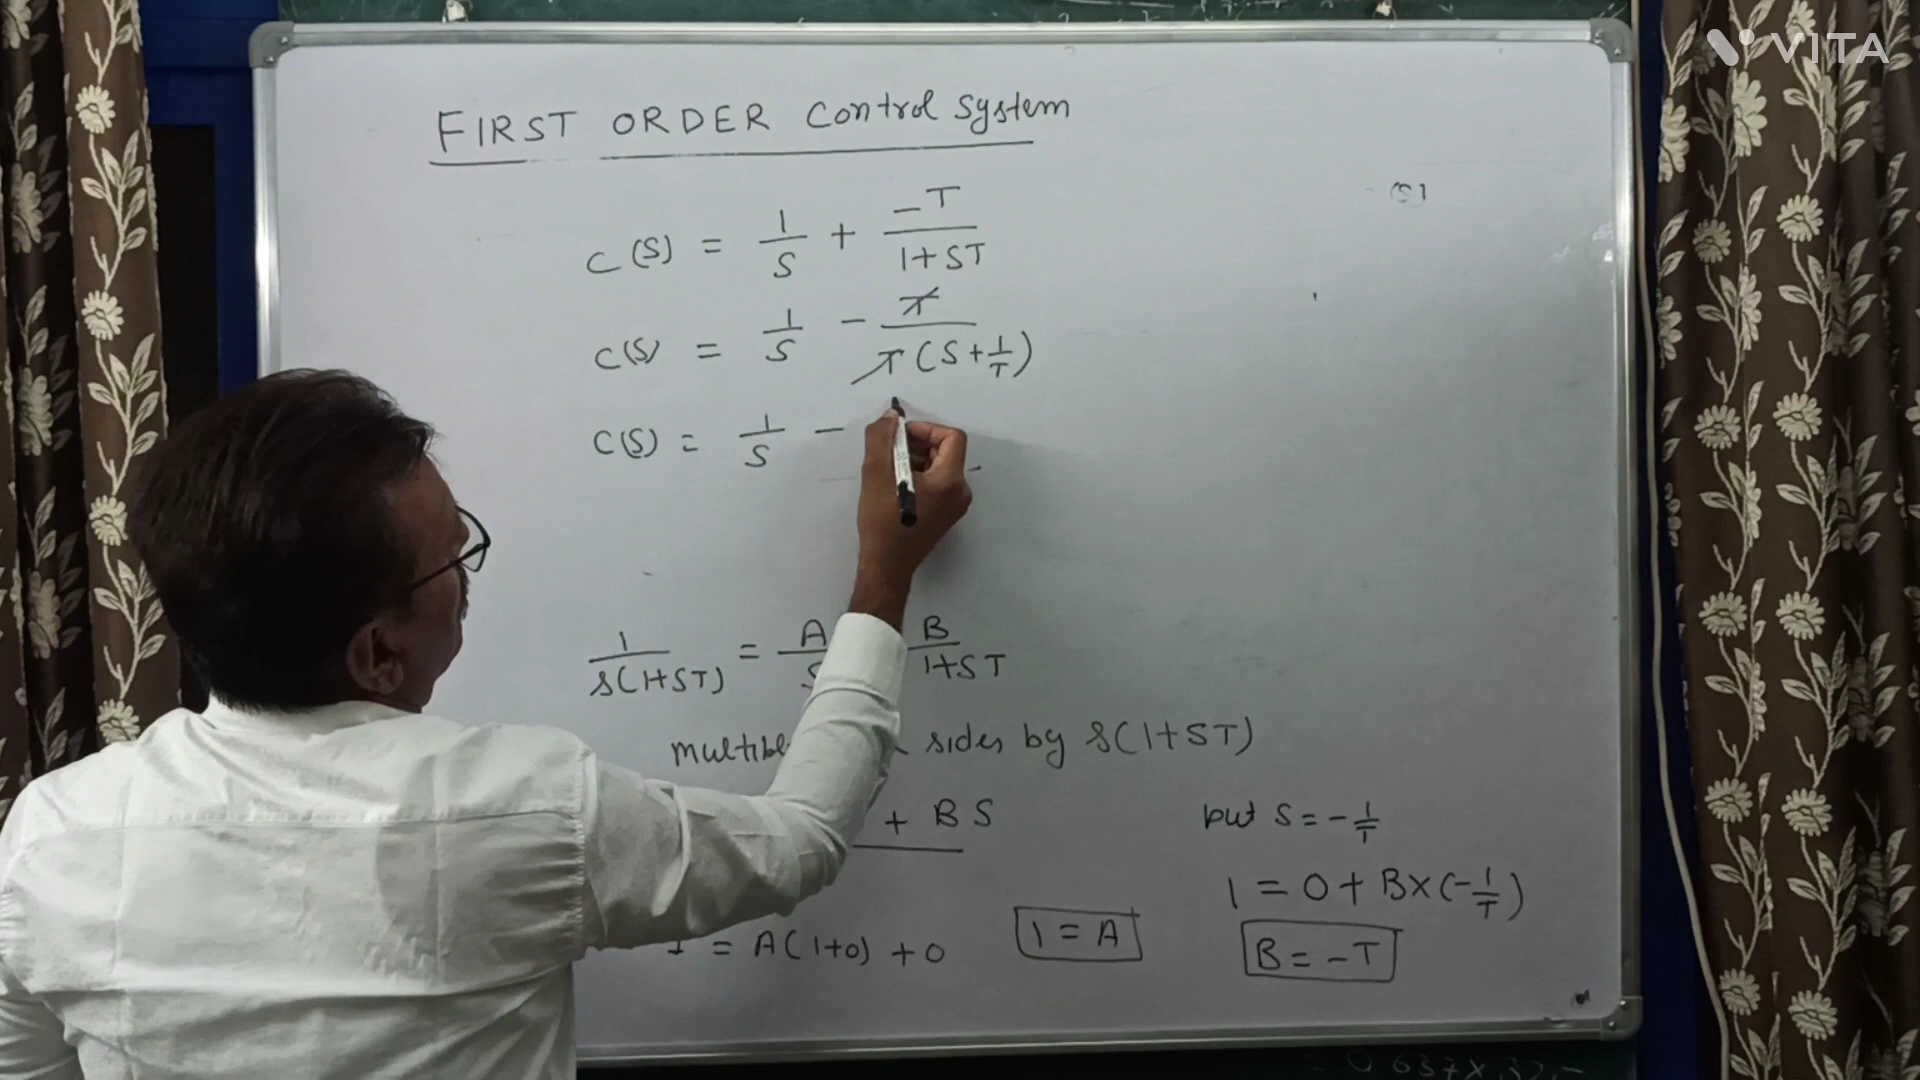 VITA
FIRST ORDER Control System
C(S) = 1/S + -T/1+ST
(S)
C(S) = 1/S - T/T(S+1/T)
C(S) = 1/S -
1/S(1+ST) = A/S B/1+ST
sides by S(1+ST)
+ BS
put S = -1/T
1 = 0 + B×(-1/T)
1 = A(1+0) + 0
1 = A
B = -T